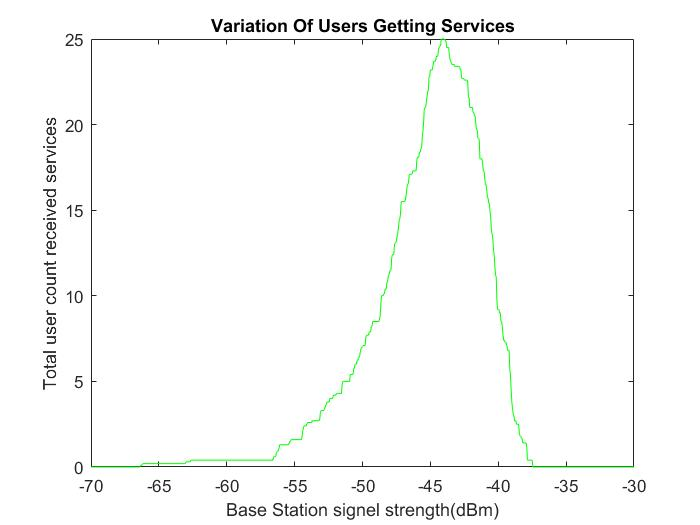 Variation Of Users Getting Services
25
20
15
10
5
0
Total user count received services
-70 -65 -60 -55 -50 -45 -40 -35 -30
Base Station signel strength(dBm)